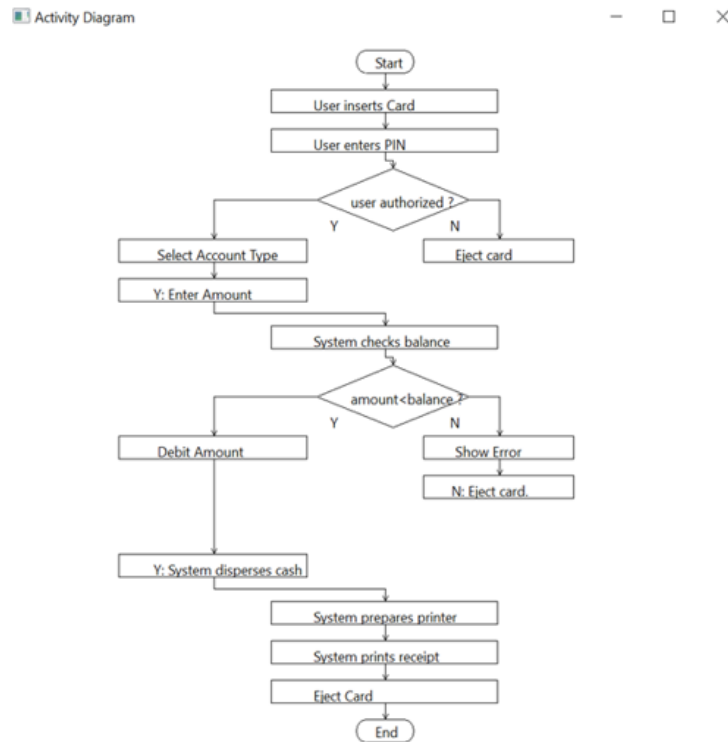 Activity Diagram
Start
User inserts Card
User enters PIN
user authorized ?
Y
N
Select Account Type
Eject card
Y: Enter Amount
System checks balance
amount<balance ?
Y
N
Debit Amount
Show Error
N: Eject card.
Y: System disperses cash
System prepares printer
System prints receipt
Eject Card
End